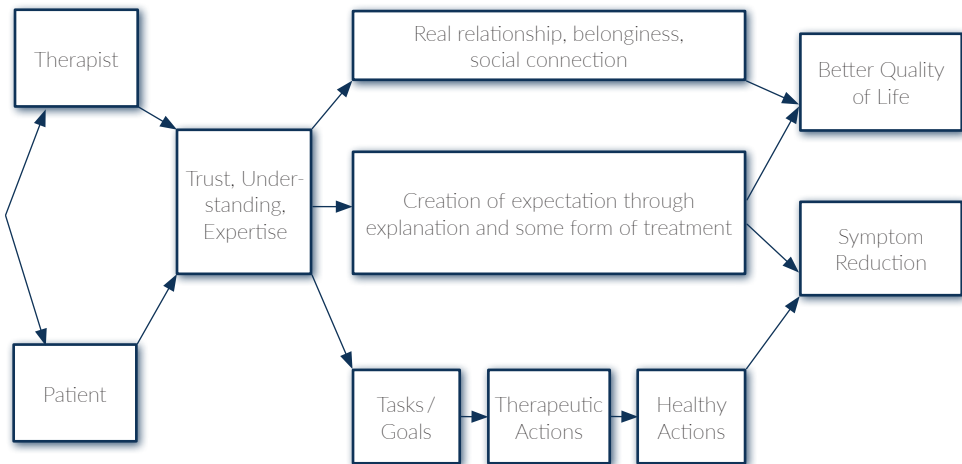 Therapist
Real relationship, belonginess,
social connection
Better Quality
of Life
Trust, Under-
standing,
Expertise
Creation of expectation through
explanation and some form of treatment
Symptom
Reduction
Patient
Tasks /
Goals
Therapeutic
Actions
Healthy
Actions